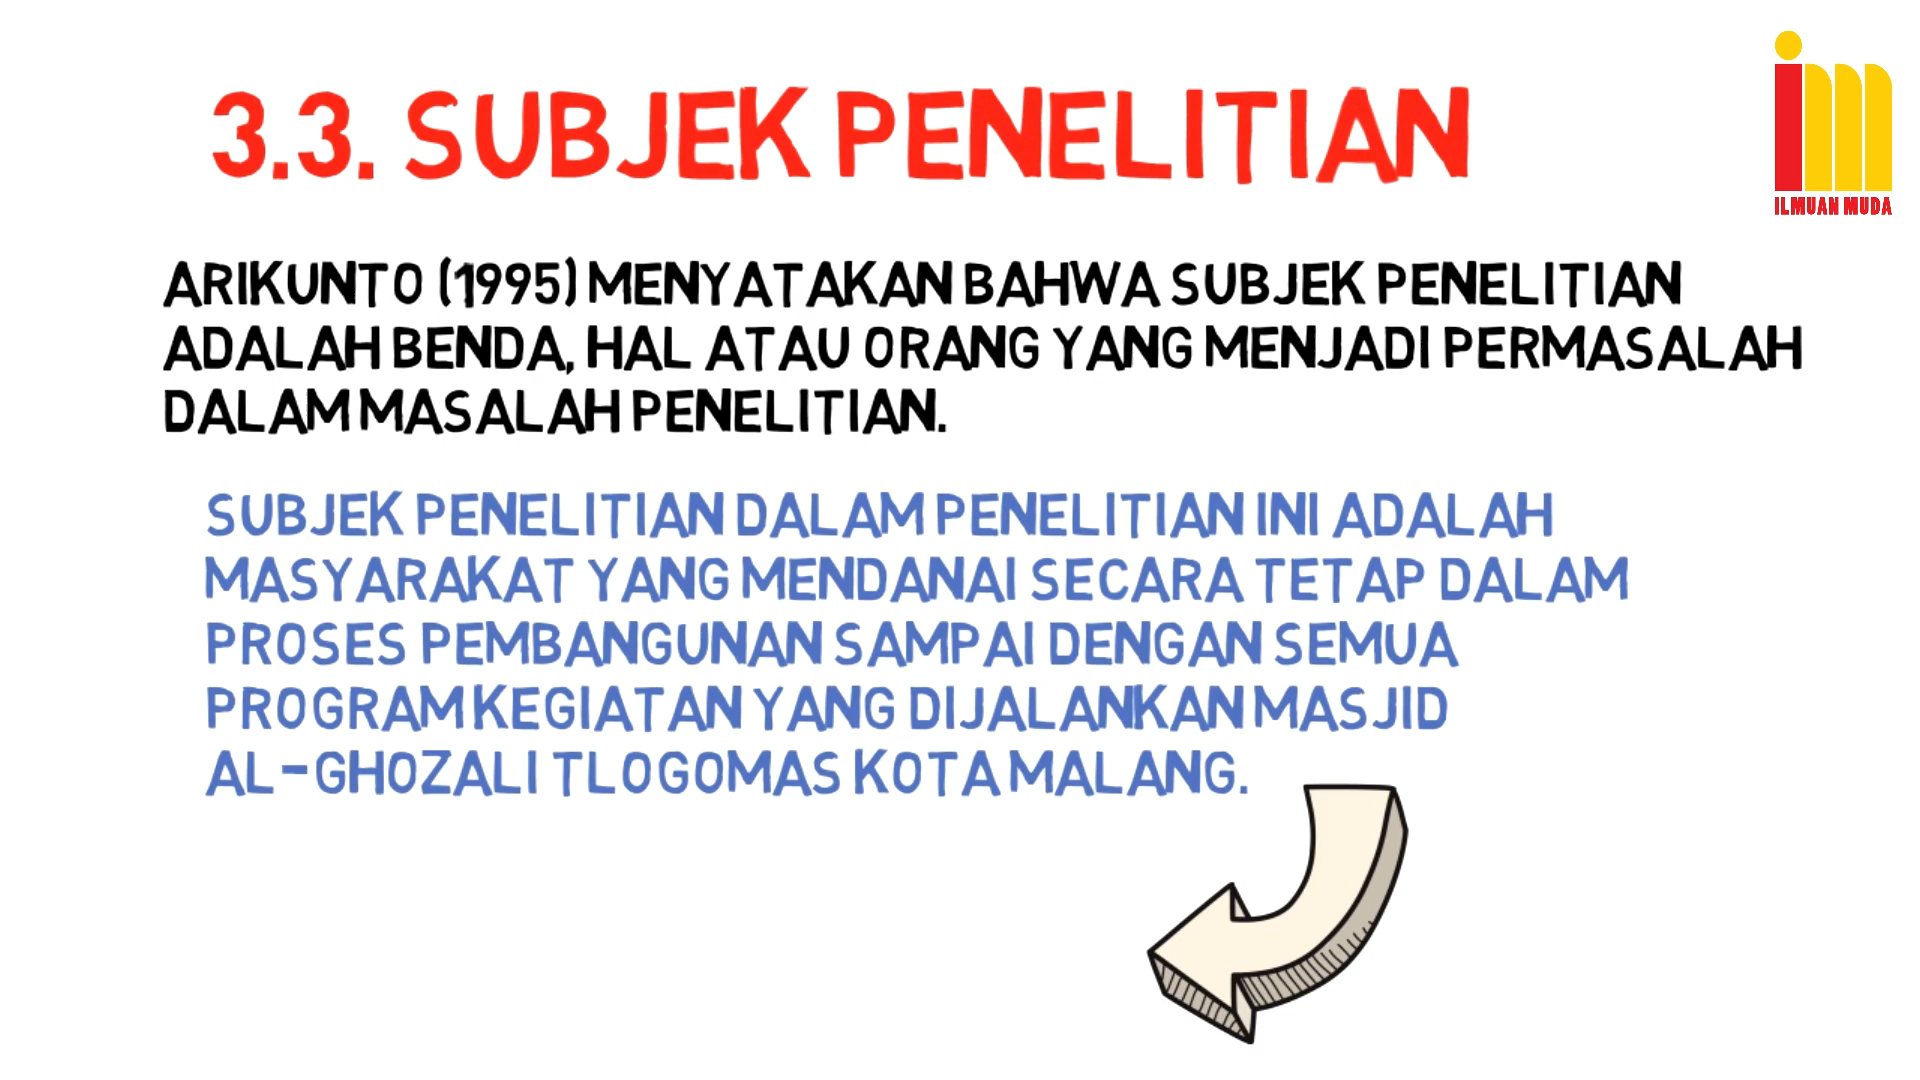 3.3. SUBJEK PENELITIAN
ILMUAN MUDA
ARIKUNTO (1995) MENYATAKAN BAHWA SUBJEK PENELITIAN
ADALAH BENDA, HAL ATAU ORANG YANG MENJADI PERMASALAH
DALAM MASALAH PENELITIAN.
SUBJEK PENELITIAN DALAM PENELITIAN INI ADALAH
MASYARAKAT YANG MENDANAI SECARA TETAP DALAM
PROSES PEMBANGUNAN SAMPAI DENGAN SEMUA
PROGRAM KEGIATAN YANG DIJALANKAN MASJID
AL-GHOZALI TLOGOMAS KOTA MALANG.